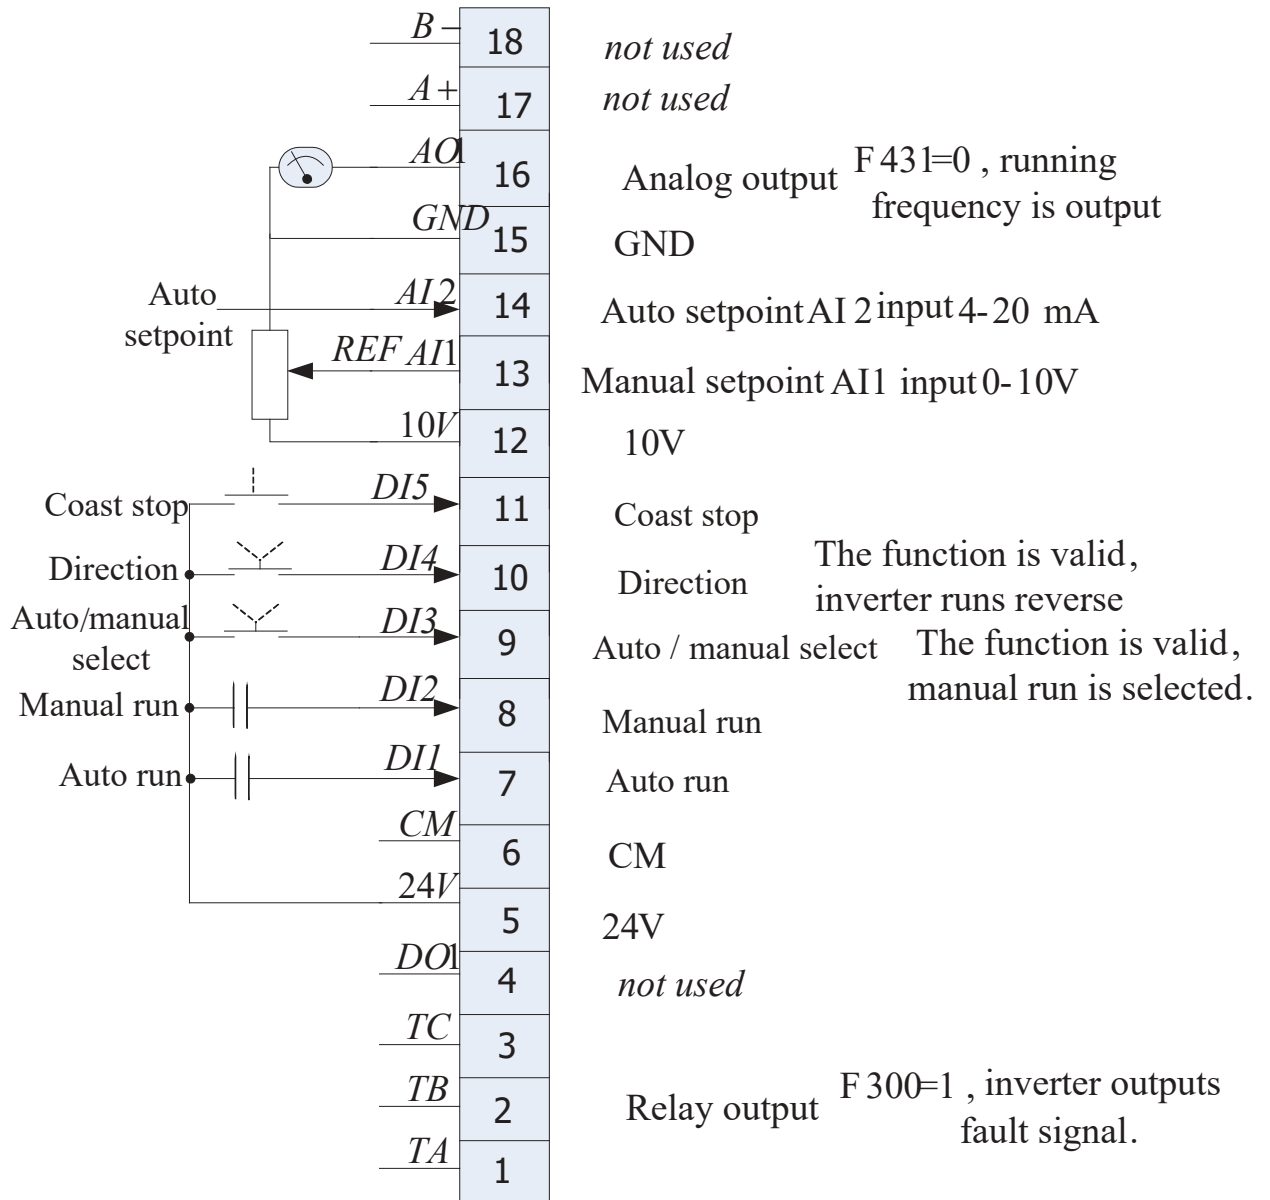 B − 18 not used
A + 17 not used
AO1 16 Analog output F431=0 , running
frequency is output
GND 15 GND
Auto
setpoint
AI2 14 Auto setpoint AI 2 input 4-20 mA
REF AI1 13 Manual setpoint AI1 input 0-10V
10V 12 10V
Coast stop DI5 11 Coast stop
Direction DI4 10 Direction The function is valid,
inverter runs reverse
Auto/manual
select
DI3 9 Auto / manual select The function is valid,
manual run is selected.
Manual run DI2 8 Manual run
Auto run DI1 7 Auto run
CM 6 CM
24V 5 24V
DO1 4 not used
TC 3
TB 2 Relay output F300=1 , inverter outputs
fault signal.
TA 1